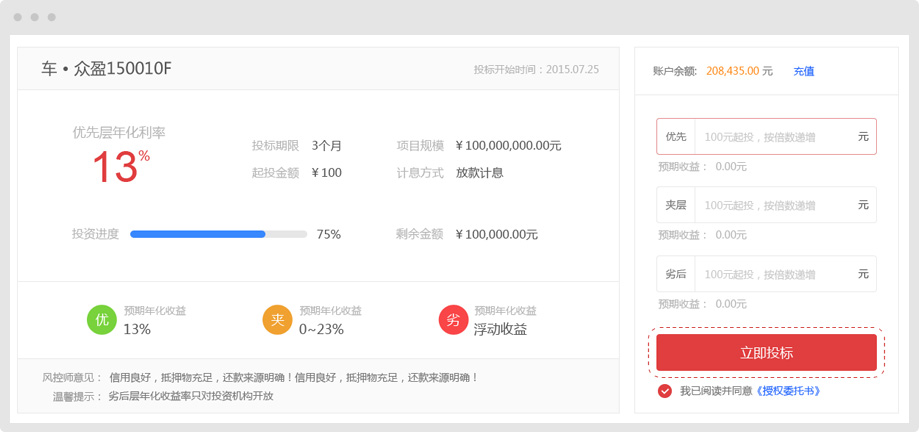 车 • 众盈150010F
投标开始时间：2015.07.25
优先层年化利率
13%
投标期限 3个月
项目规模 ¥100,000,000.00元
起投金额 ¥100
计息方式 放款计息
投资进度 75%
剩余金额 ¥100,000.00元
优 预期年化收益
13%
夹 预期年化收益
0~23%
劣 预期年化收益
浮动收益
风控师意见： 信用良好，抵押物充足，还款来源明确！信用良好，抵押物充足，还款来源明确！
温馨提示： 劣后层年化收益率只对投资机构开放
账户余额: 208,435.00 元 充值
优先 100元起投，按倍数递增 元
预期收益： 0.00元
夹层 100元起投，按倍数递增 元
预期收益： 0.00元
劣后 100元起投，按倍数递增 元
预期收益： 0.00元
立即投标
我已阅读并同意《授权委托书》